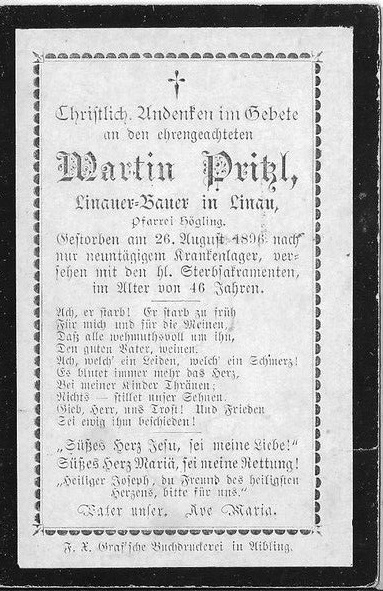 Christlich. Andenken im Gebete
an den ehrengeachteten
Martin Pritzl,
Linauer-Bauer in Linau,
Pfarrei Högling.
Gestorben am 26. August 1896 nach
nur neuntägigem Krankenlager, ver-
sehen mit den hl. Sterbsakramenten,
im Alter von 46 Jahren.
Ach, er starb! Er starb zu früh
Für mich und für die Meinen,
Daß alle wehmuthsvoll um ihn,
Den guten Vater, weinen.
Ach, welch' ein Leiden, welch' ein Schmerz!
Es blutet immer mehr das Herz,
Bei meiner Kinder Thränen;
Nichts — stillet unser Sehnen.
Gieb, Herr, uns Trost! Und Frieden
Sei ewig ihm beschieden!
„Süßes Herz Jesu, sei meine Liebe!"
Süßes Herz Mariä, sei meine Rettung!
„Heiliger Joseph, du Freund des heiligsten
Herzens, bitte für uns."
Vater unser. Ave Maria.
F. X. Graf'sche Buchdruckerei in Aibling.